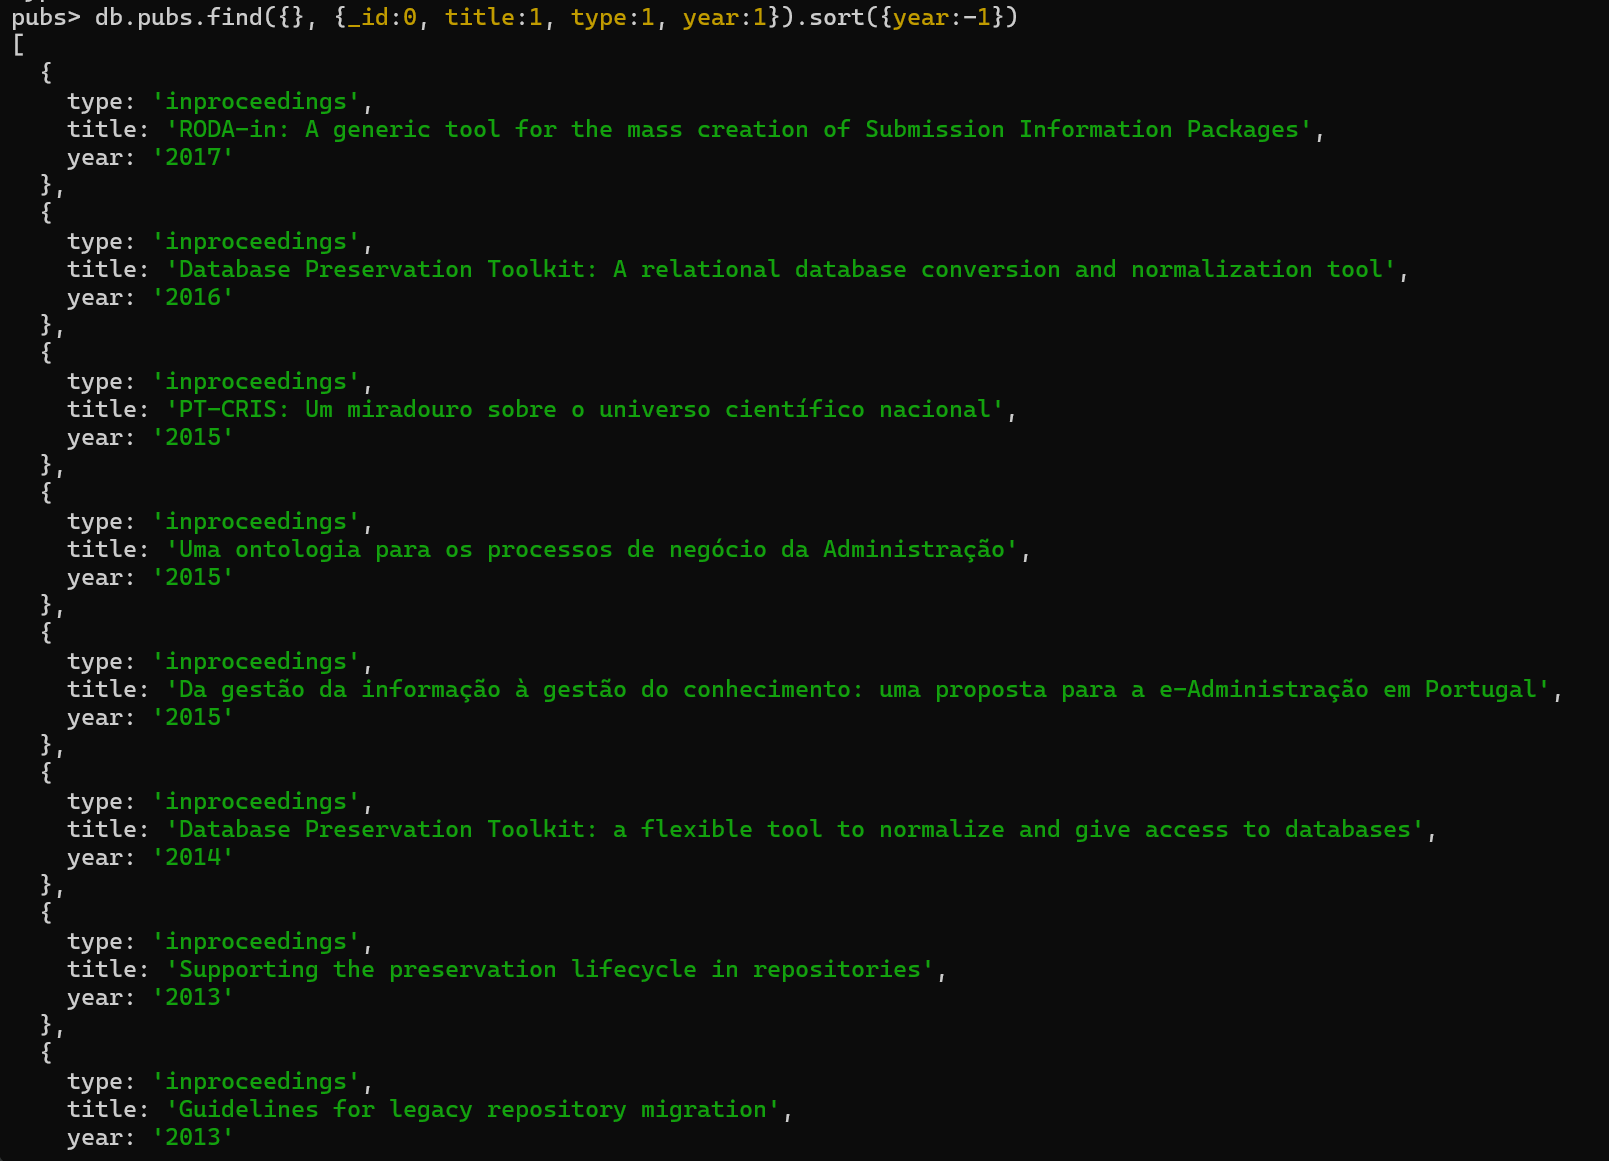 pubs> db.pubs.find({}, {_id:0, title:1, type:1, year:1}).sort({year:-1})
[
  {
    type: 'inproceedings',
    title: 'RODA-in: A generic tool for the mass creation of Submission Information Packages',
    year: '2017'
  },
  {
    type: 'inproceedings',
    title: 'Database Preservation Toolkit: A relational database conversion and normalization tool',
    year: '2016'
  },
  {
    type: 'inproceedings',
    title: 'PT-CRIS: Um miradouro sobre o universo científico nacional',
    year: '2015'
  },
  {
    type: 'inproceedings',
    title: 'Uma ontologia para os processos de negócio da Administração',
    year: '2015'
  },
  {
    type: 'inproceedings',
    title: 'Da gestão da informação à gestão do conhecimento: uma proposta para a e-Administração em Portugal',
    year: '2015'
  },
  {
    type: 'inproceedings',
    title: 'Database Preservation Toolkit: a flexible tool to normalize and give access to databases',
    year: '2014'
  },
  {
    type: 'inproceedings',
    title: 'Supporting the preservation lifecycle in repositories',
    year: '2013'
  },
  {
    type: 'inproceedings',
    title: 'Guidelines for legacy repository migration',
    year: '2013'